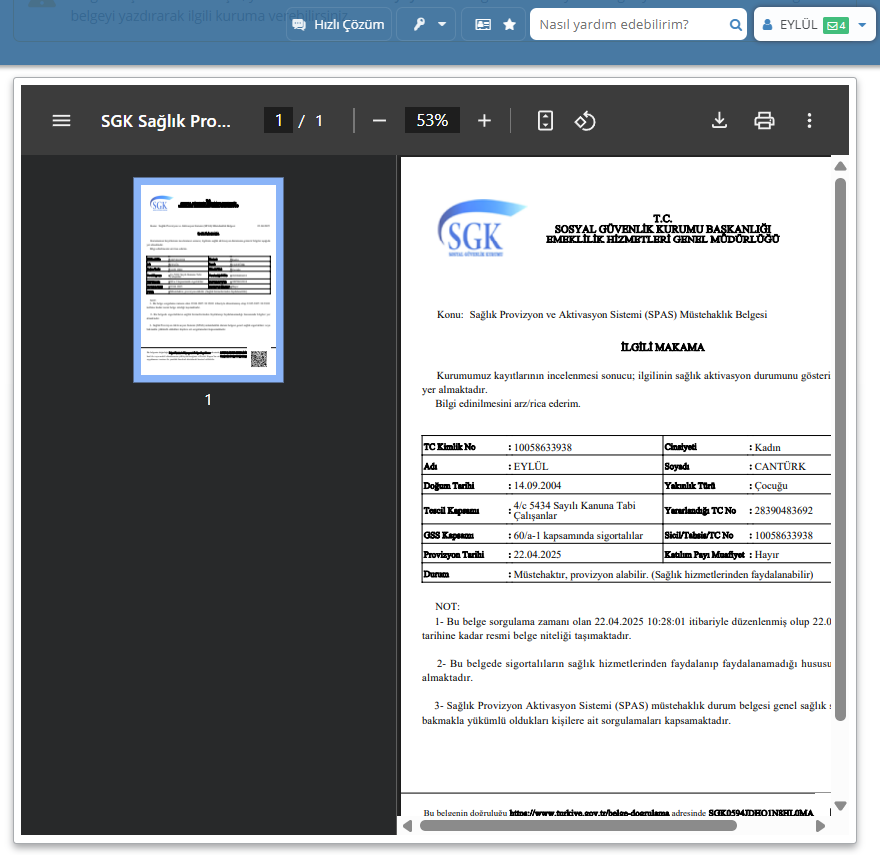 belgeyi yazdırarak ilgili kuruma verebilirsiniz.
Hızlı Çözüm
Nasıl yardım edebilirim?
EYLÜL 4
SGK Sağlık Pro...
1 / 1
53%
SGK
SOSYAL GÜVENLİK KURUMU
T.C.
SOSYAL GÜVENLİK KURUMU BAŞKANLIĞI
EMEKLİLİK HİZMETLERİ GENEL MÜDÜRLÜĞÜ
Konu: Sağlık Provizyon ve Aktivasyon Sistemi (SPAS) Müstehaklık Belgesi
İLGİLİ MAKAMA
Kurumumuz kayıtlarının incelenmesi sonucu; ilgilinin sağlık aktivasyon durumunu gösteri
yer almaktadır.
Bilgi edinilmesini arz/rica ederim.
TC Kimlik No : 10058633938 Cinsiyeti : Kadın
Adı : EYLÜL Soyadı : CANTÜRK
Doğum Tarihi : 14.09.2004 Yakınlık Türü : Çocuğu
Tescil Kapsamı : 4/c 5434 Sayılı Kanuna Tabi Çalışanlar Yararlandığı TC No : 28390483692
GSS Kapsamı : 60/a-1 kapsamında sigortalılar Sicil/Tahsis/TC No : 10058633938
Provizyon Tarihi : 22.04.2025 Katılım Payı Muafiyet : Hayır
Durum : Müstehaktır, provizyon alabilir. (Sağlık hizmetlerinden faydalanabilir)
NOT:
1- Bu belge sorgulama zamanı olan 22.04.2025 10:28:01 itibariyle düzenlenmiş olup 22.0
tarihine kadar resmi belge niteliği taşımaktadır.
2- Bu belgede sigortalıların sağlık hizmetlerinden faydalanıp faydalanamadığı hususu
almaktadır.
3- Sağlık Provizyon Aktivasyon Sistemi (SPAS) müstehaklık durum belgesi genel sağlık s
bakmakla yükümlü oldukları kişilere ait sorgulamaları kapsamaktadır.
Bu belgenin doğruluğu https://www.turkiye.gov.tr/belge-dogrulama adresinde
1